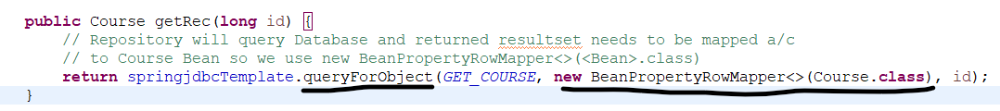 public Course getRec(long id) {
// Repository will query Database and returned resultset needs to be mapped a/c
// to Course Bean so we use new BeanPropertyRowMapper<>(<Bean>.class)
return springjdbcTemplate.queryForObject(GET_COURSE, new BeanPropertyRowMapper<>(Course.class), id);
}